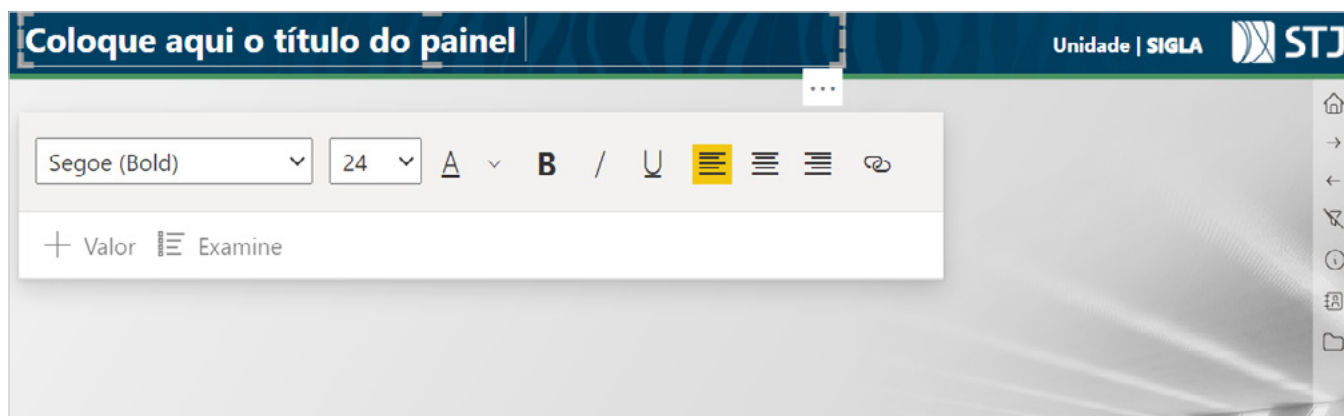 Coloque aqui o título do painel
Unidade | SIGLA
STJ
Segoe (Bold)
24
A
B
/
U
Valor
Examine